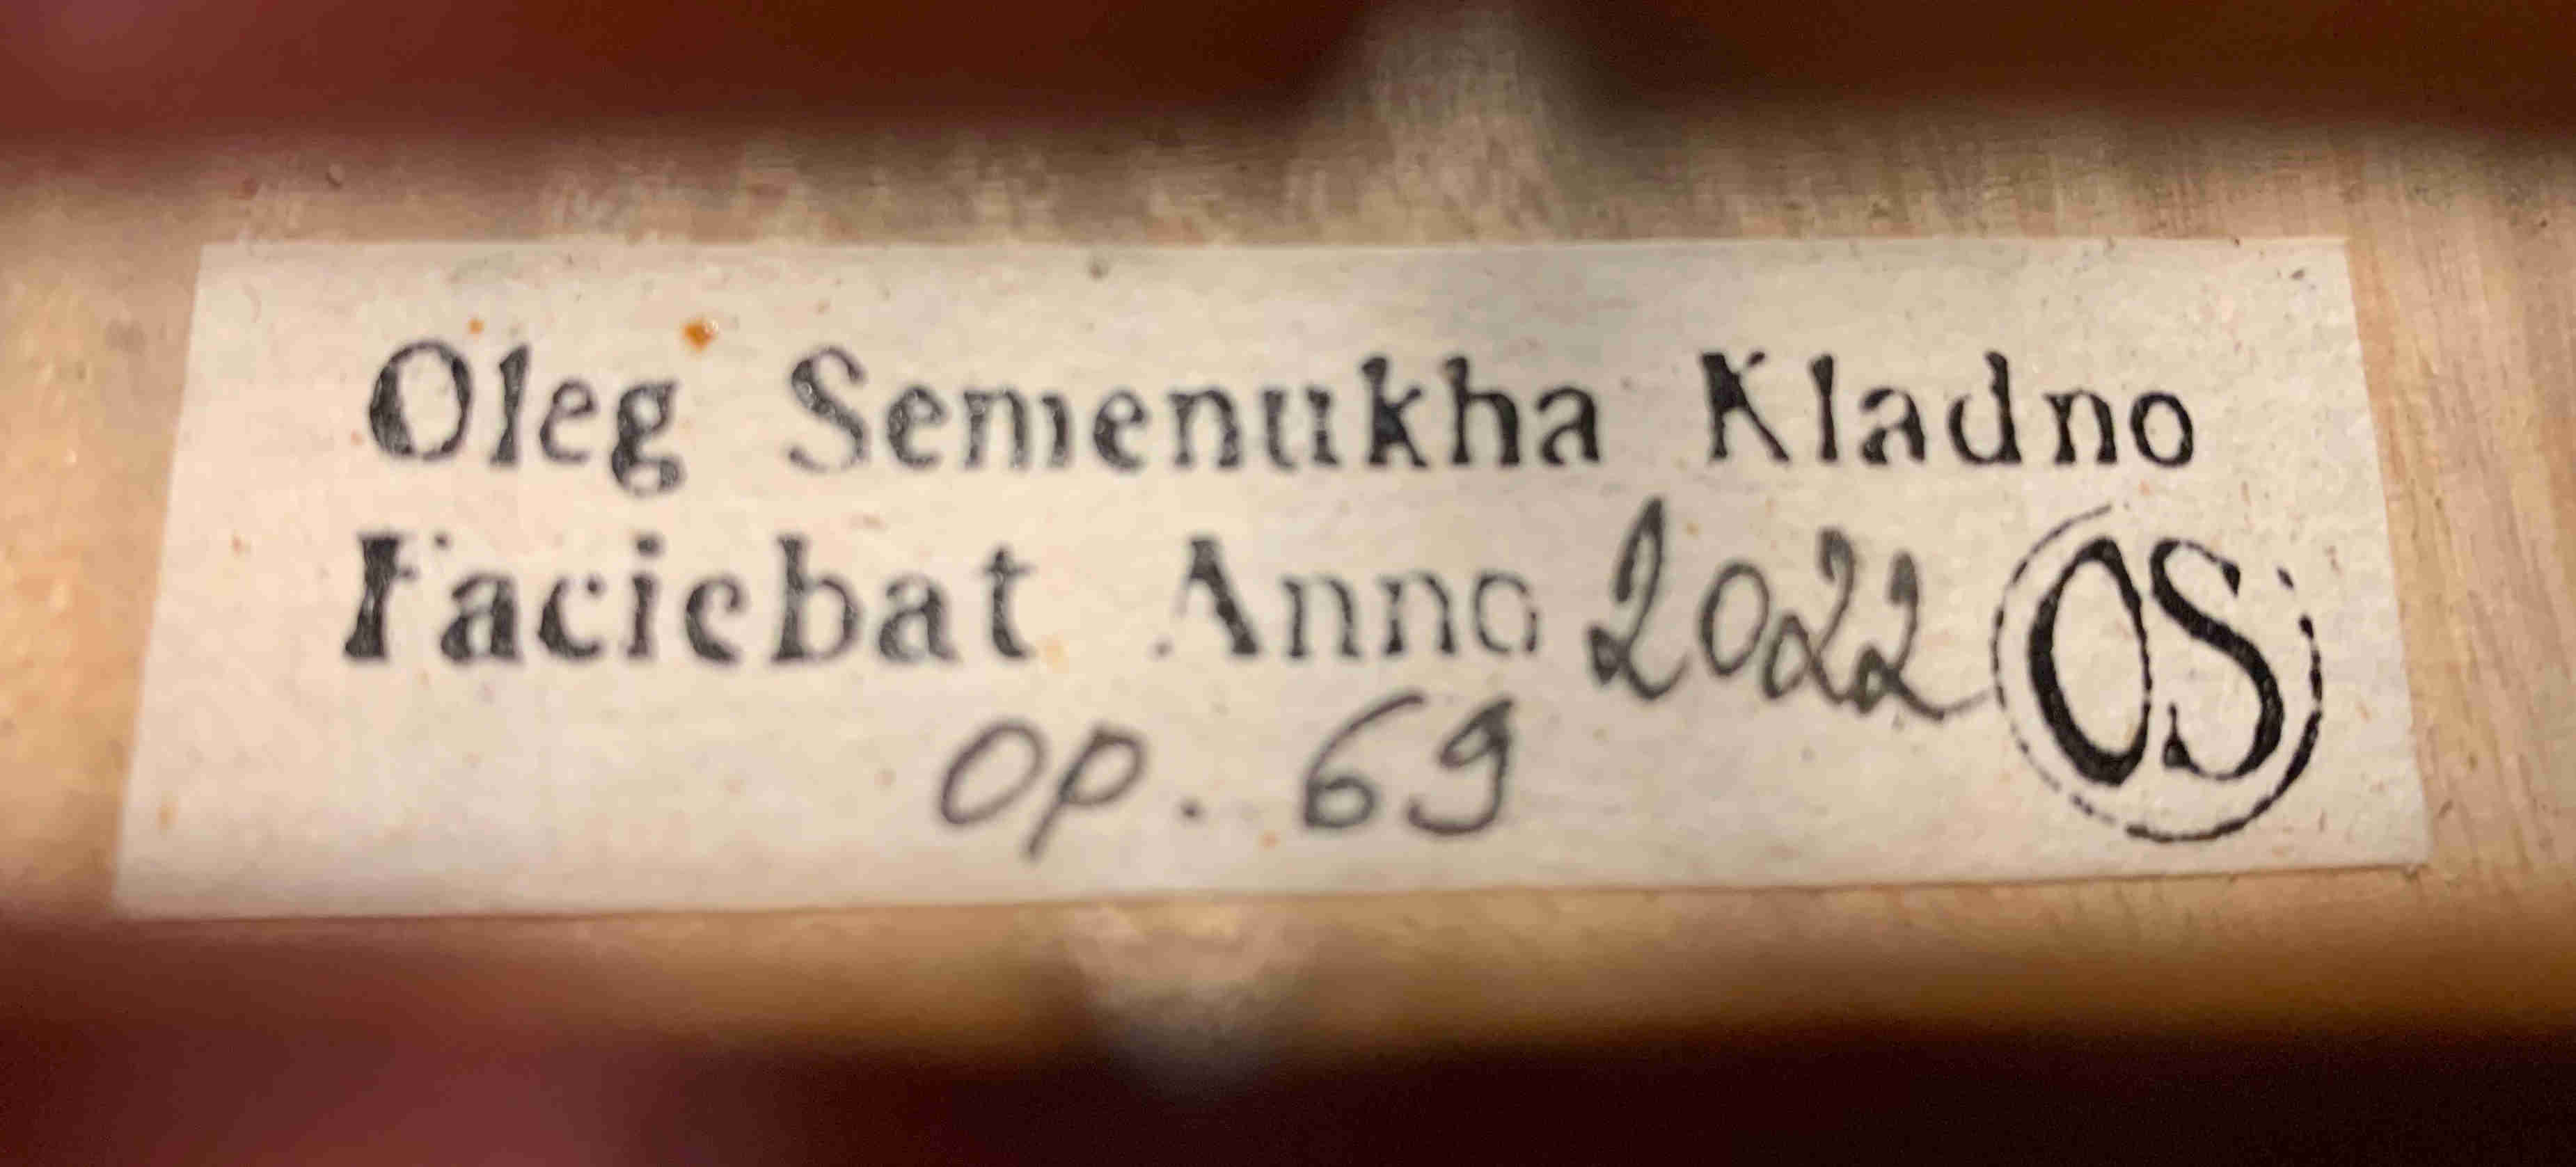 Oleg Semenukha Kladno
Faciebat Anno 2022 OS
op. 69